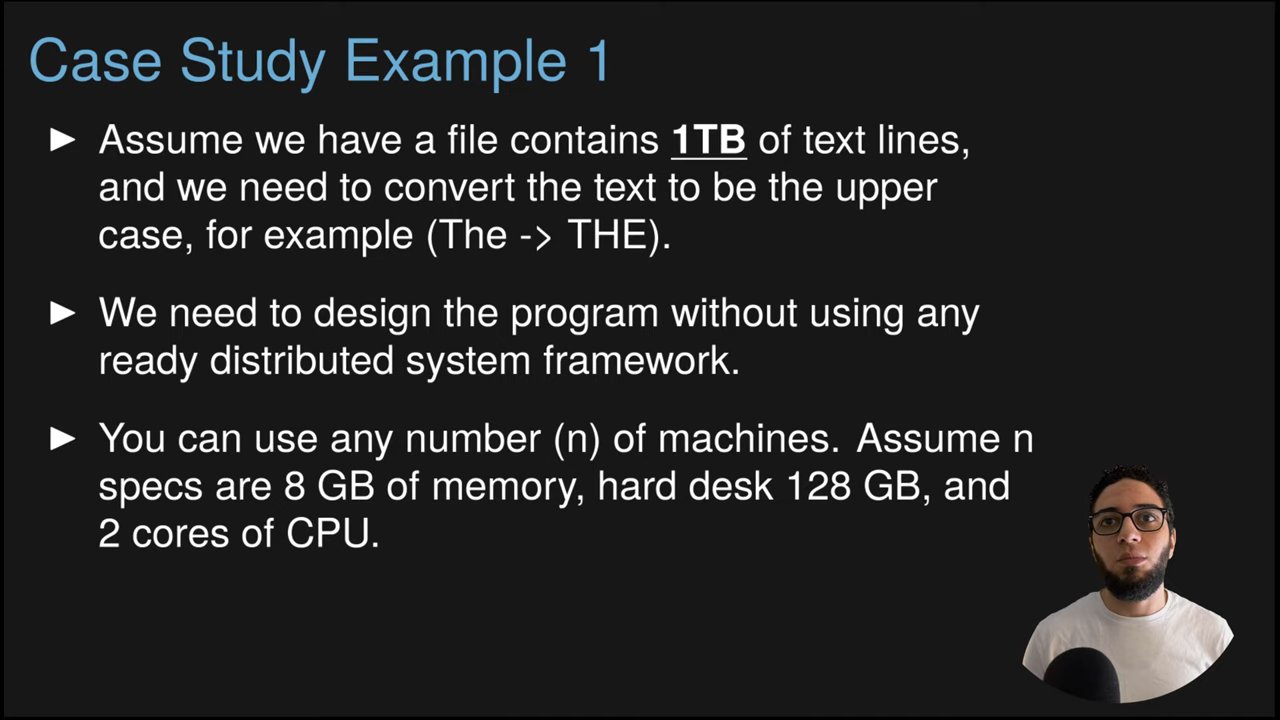 Case Study Example 1
► Assume we have a file contains 1TB of text lines,
and we need to convert the text to be the upper
case, for example (The -> THE).
► We need to design the program without using any
ready distributed system framework.
► You can use any number (n) of machines. Assume n
specs are 8 GB of memory, hard desk 128 GB, and
2 cores of CPU.